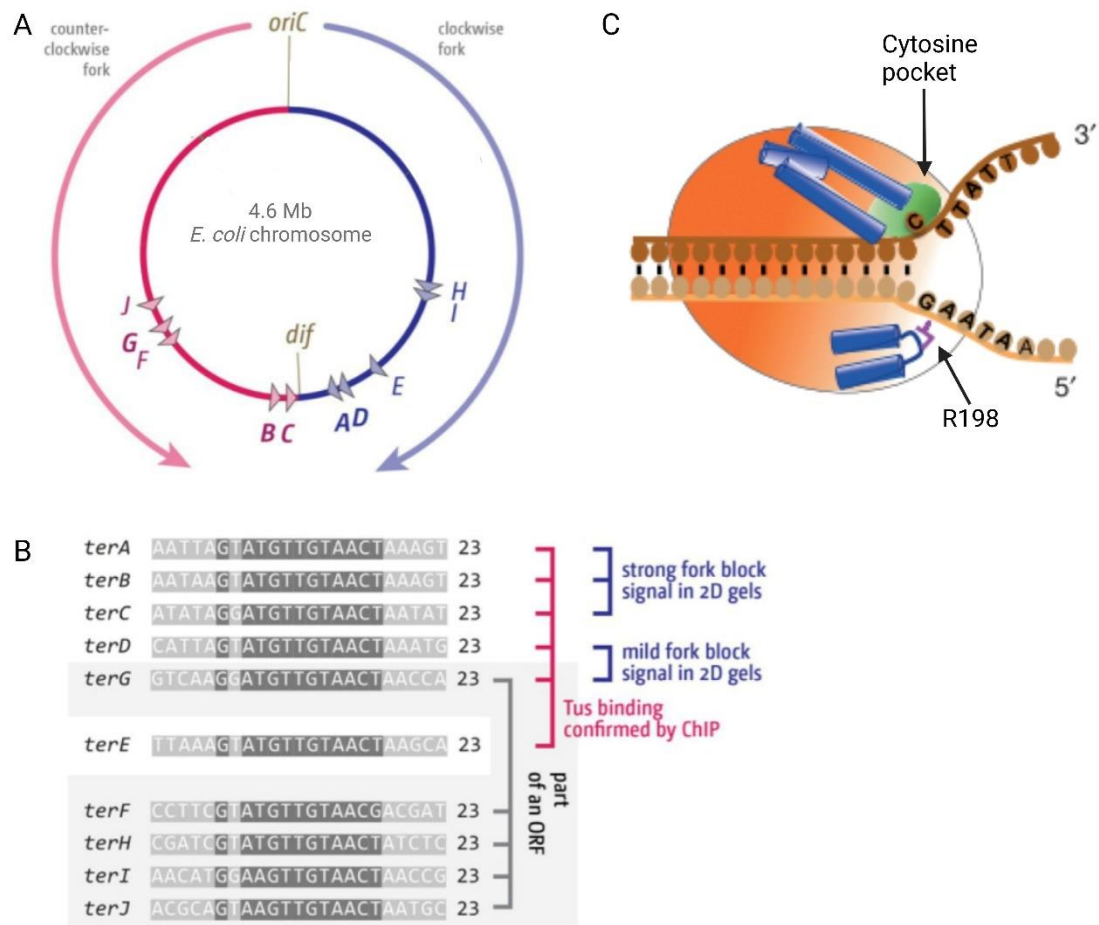 A
counter-
clockwise
fork
oriC
clockwise
fork
4.6 Mb
E. coli chromosome
H
I
J
G
F
dif
E
B C
A D
C
Cytosine
pocket
3′
C T T A T T
G A A T A A
5′
R198
B
terA AATTAGTATGTTGTAACTAAAGT 23
terB AATAAGTATGTTGTAACTAAAGT 23
terC ATATAGGATGTTGTAACTAATAT 23
terD CATTAGTATGTTGTAACTAAATG 23
terG GTCAAGGATGTTGTAACTAACCA 23
terE TTAAAGTATGTTGTAACTAAGCA 23
terF CCTTCGTATGTTGTAACGACGAT 23
terH CGATCGTATGTTGTAACTATCTC 23
terI AACATGGAAGTTGTAACTAACCG 23
terJ ACGCAGTAAGTTGTAACTAATGC 23
strong fork block
signal in 2D gels
mild fork block
signal in 2D gels
Tus binding
confirmed by ChIP
part
of an ORF